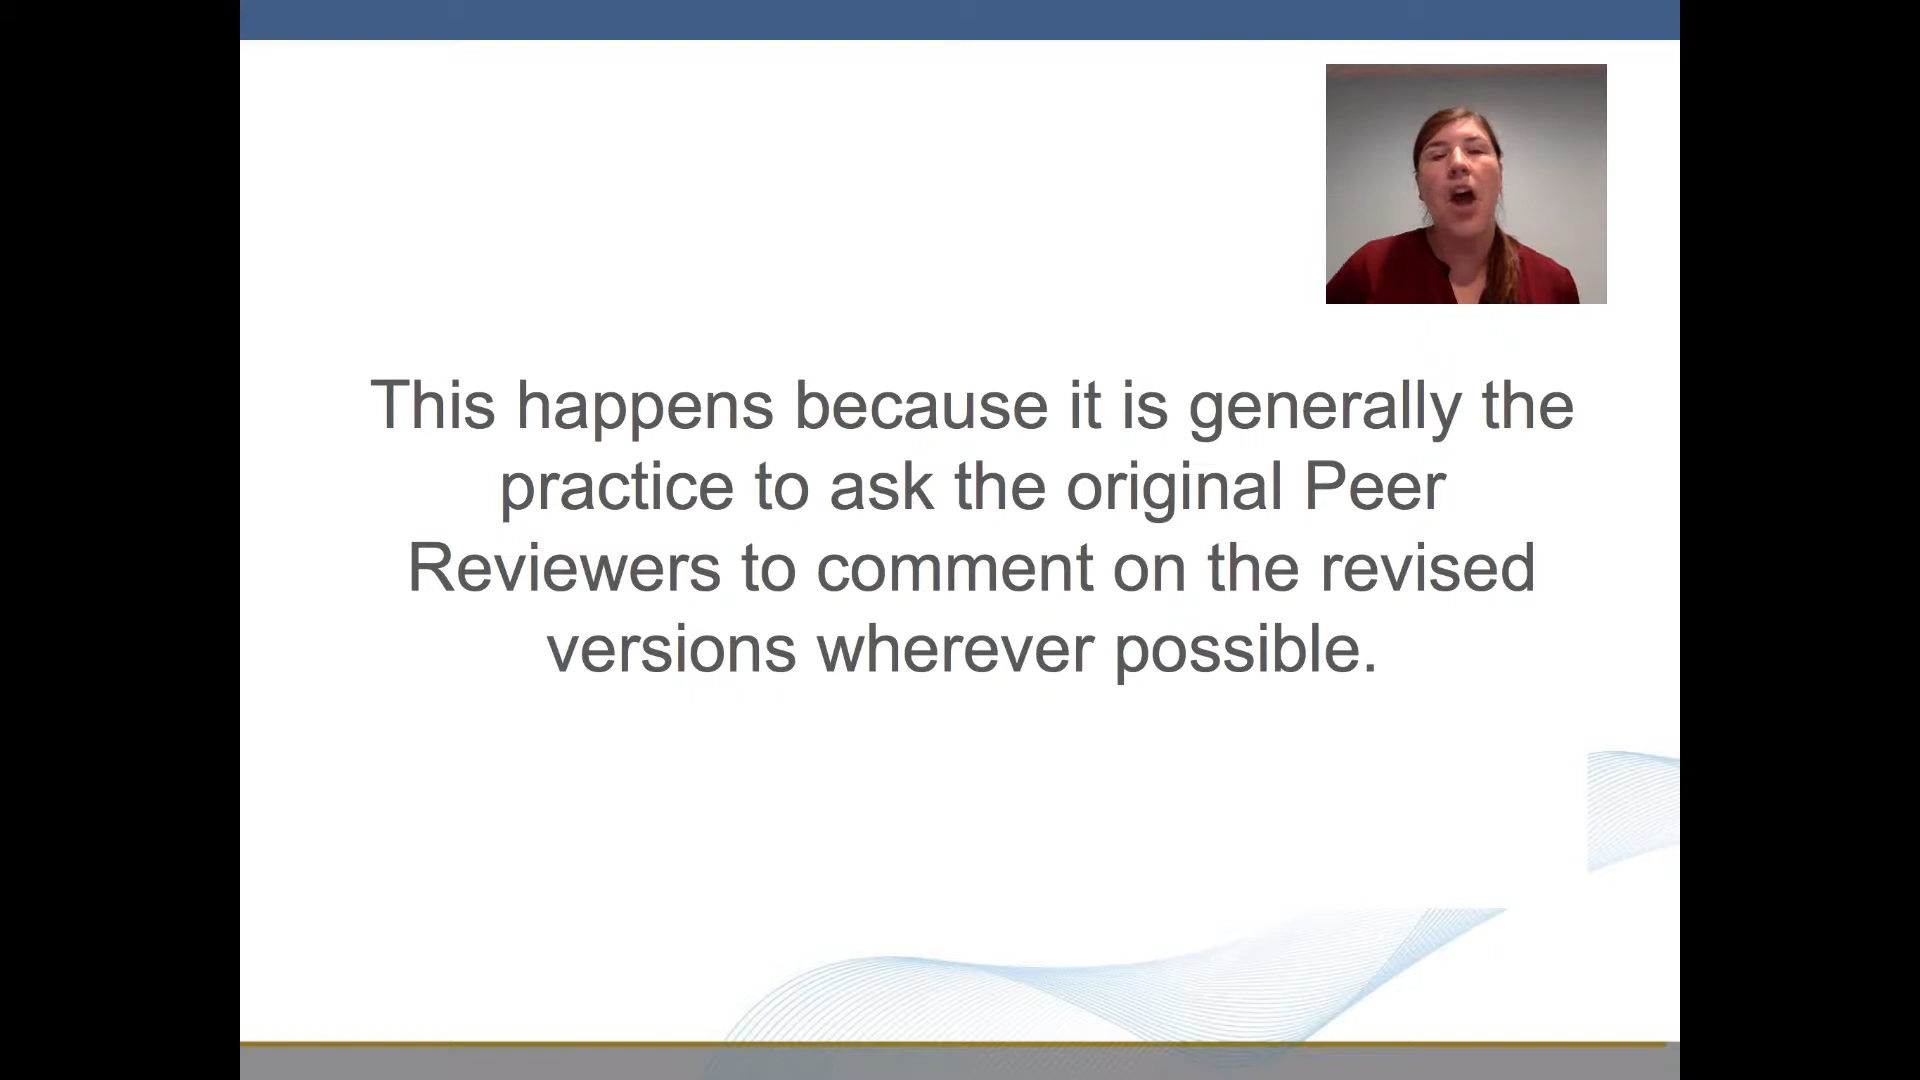 This happens because it is generally the
practice to ask the original Peer
Reviewers to comment on the revised
versions wherever possible.